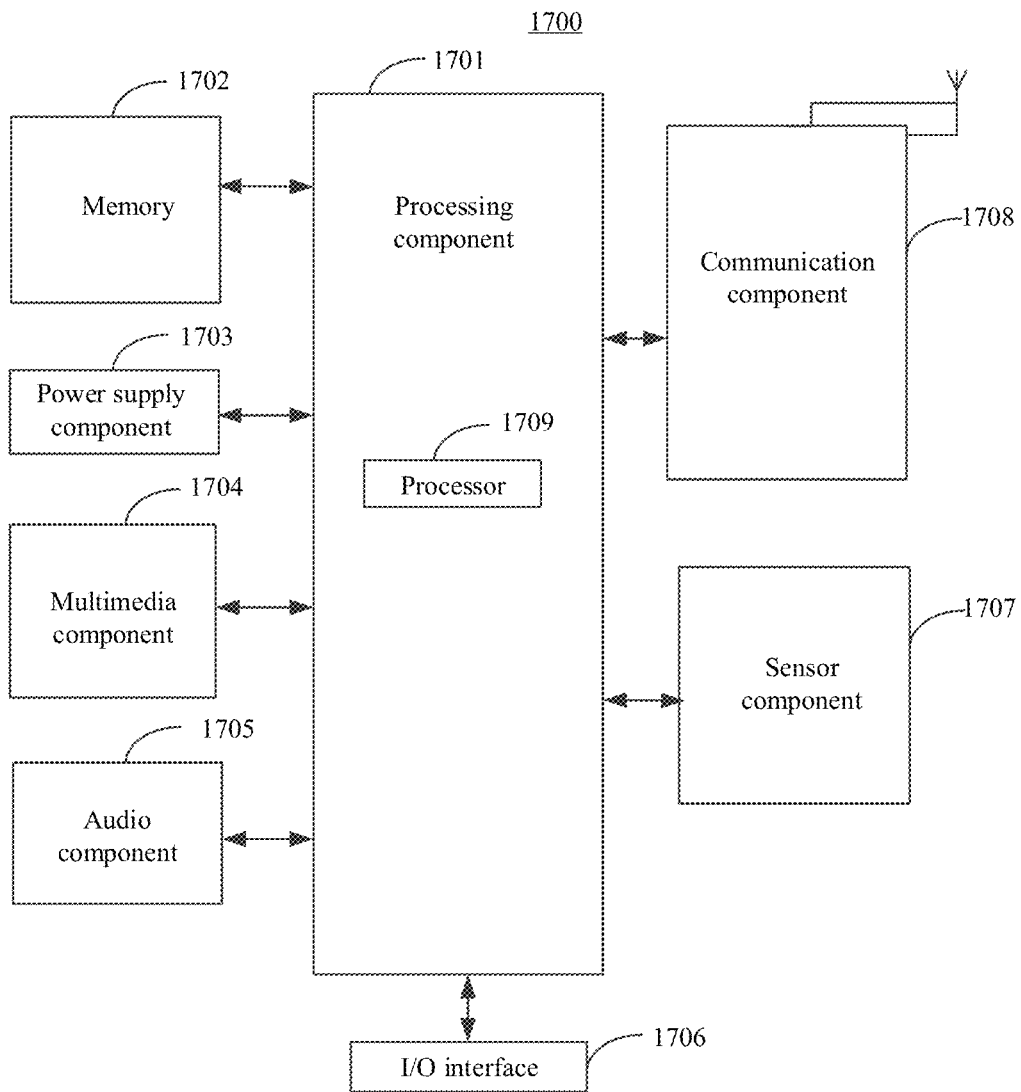 1700
1702
Memory
1703
Power supply
component
1704
Multimedia
component
1705
Audio
component
1701
Processing
component
1709
Processor
1706
I/O interface
1708
Communication
component
1707
Sensor
component